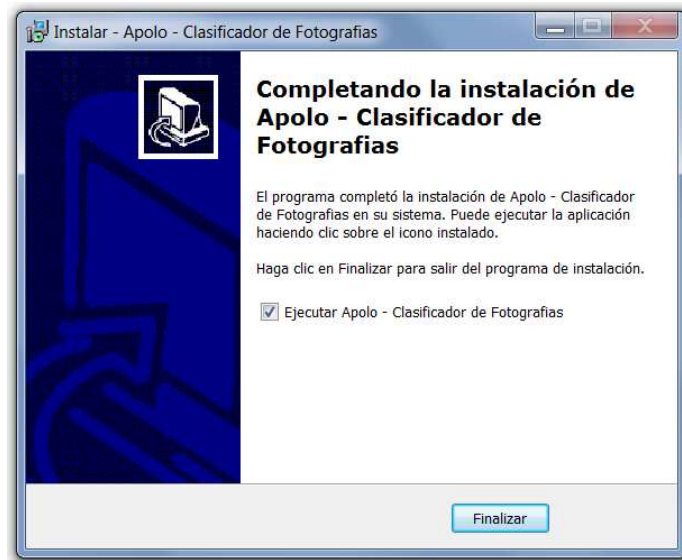 Instalar - Apolo - Clasificador de Fotografias
Completando la instalación de
Apolo - Clasificador de
Fotografias
El programa completó la instalación de Apolo - Clasificador
de Fotografias en su sistema. Puede ejecutar la aplicación
haciendo clic sobre el icono instalado.
Haga clic en Finalizar para salir del programa de instalación.
Ejecutar Apolo - Clasificador de Fotografias
Finalizar